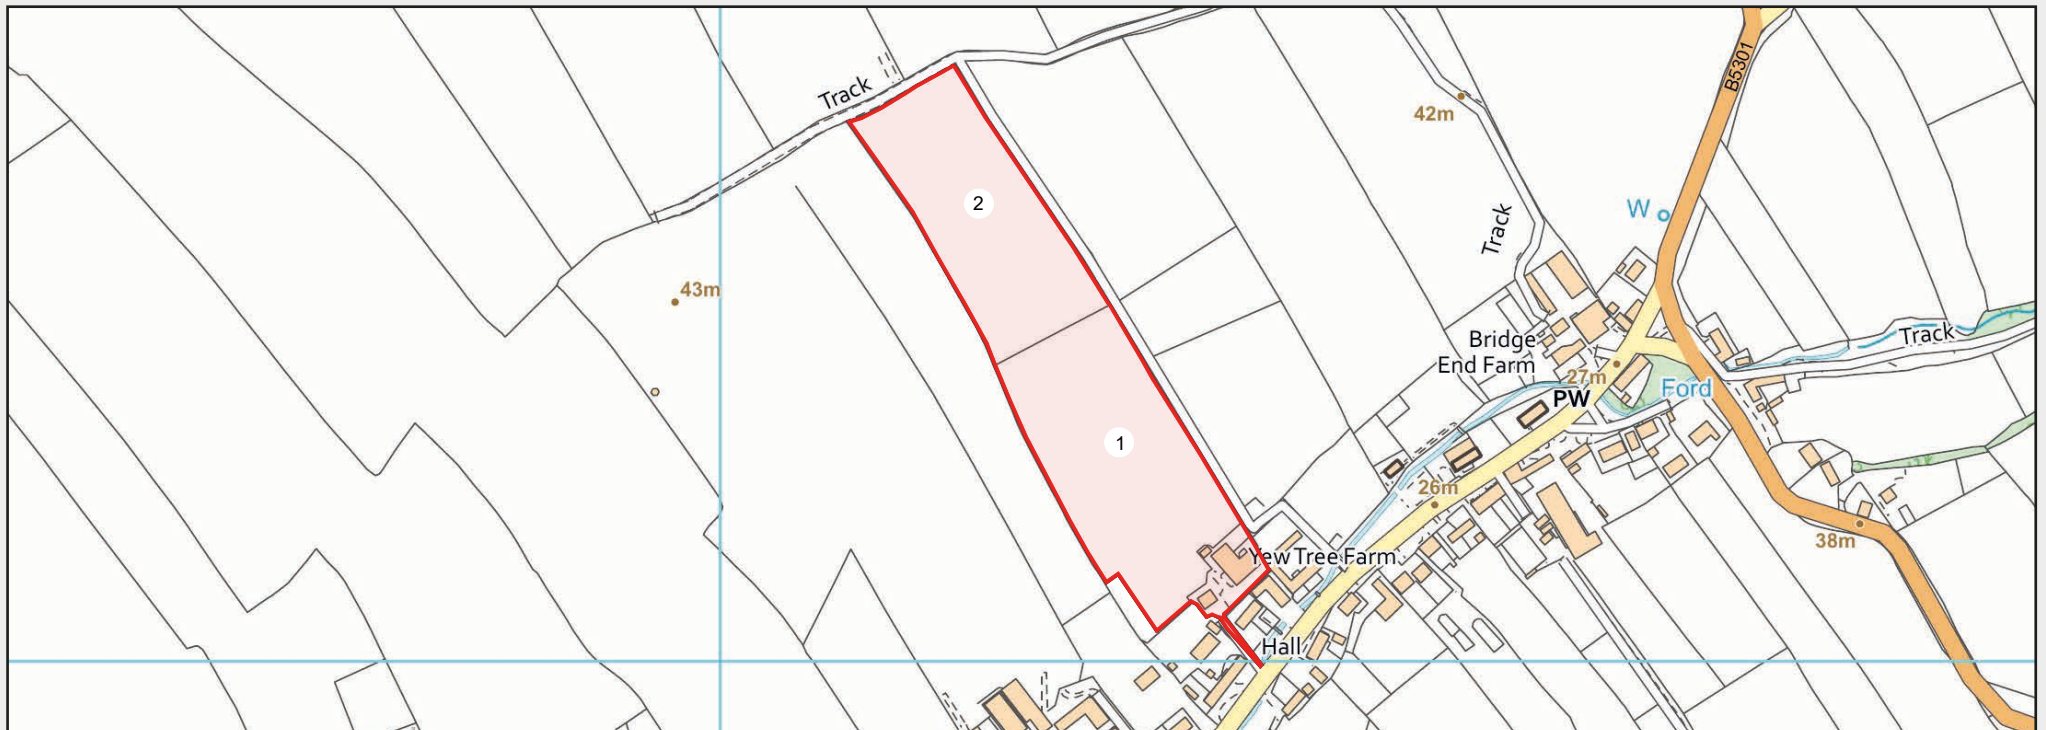 B5301
Track
42m
2
W
Track
43m
Bridge
End Farm
Track
27m
Ford
PW
1
26m
38m
Yew Tree Farm
Hall